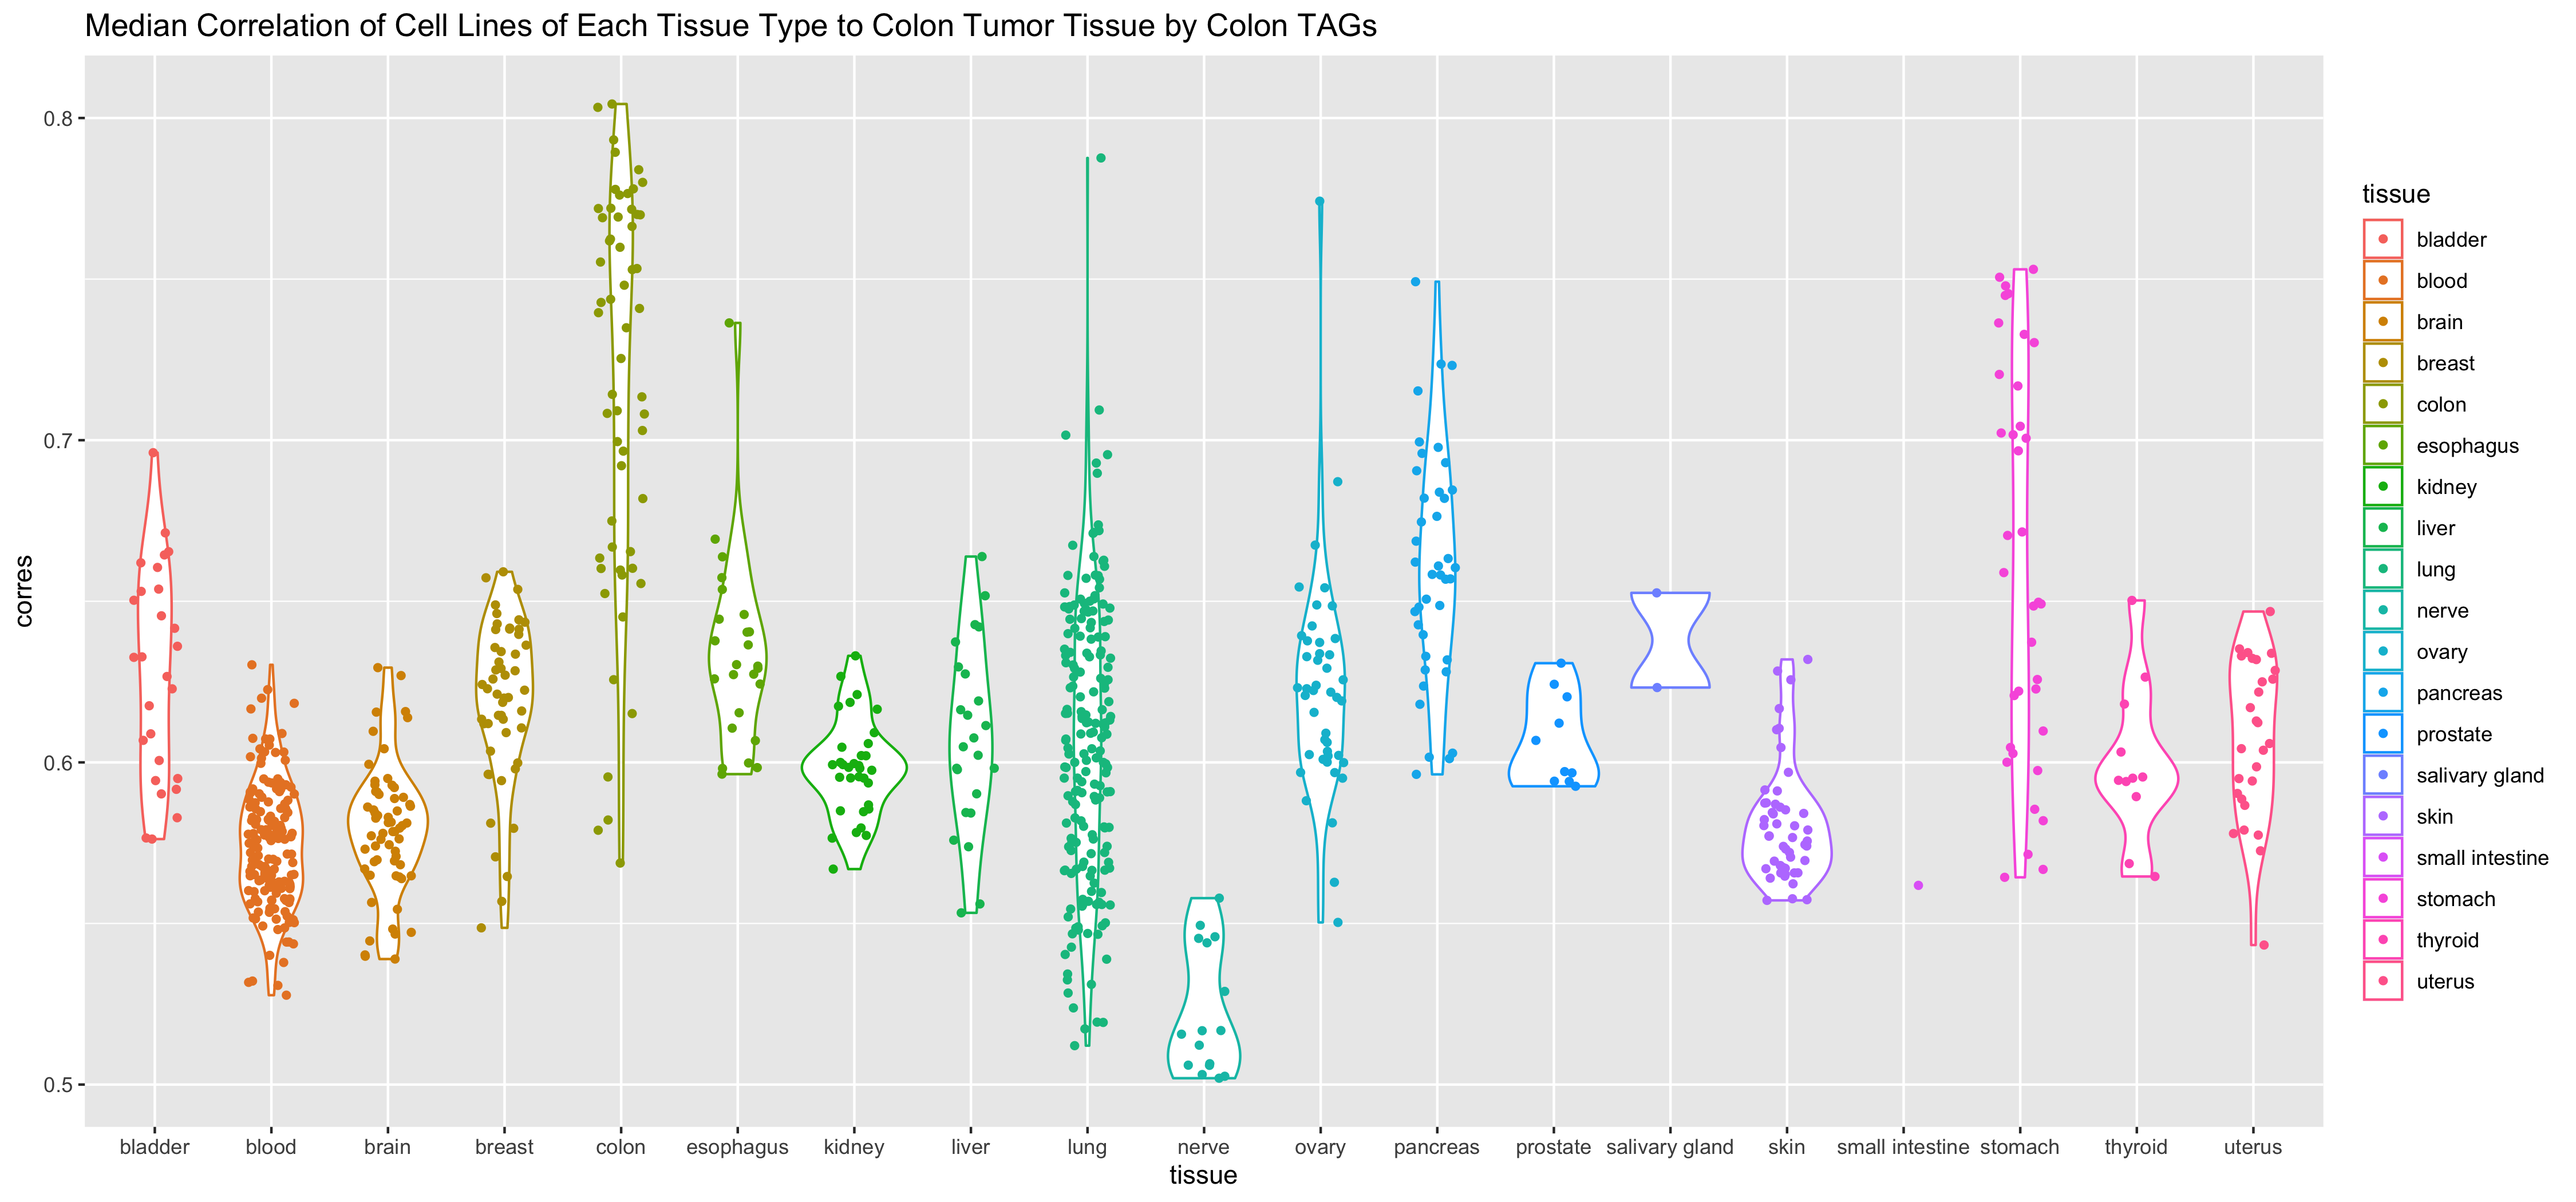 Median Correlation of Cell Lines of Each Tissue Type to Colon Tumor Tissue by Colon TAGs
corres
0.8
0.7
0.6
0.5
bladder blood brain breast colon esophagus kidney liver lung nerve ovary pancreas prostate salivary gland skin small intestine stomach thyroid uterus
tissue
tissue
bladder
blood
brain
breast
colon
esophagus
kidney
liver
lung
nerve
ovary
pancreas
prostate
salivary gland
skin
small intestine
stomach
thyroid
uterus